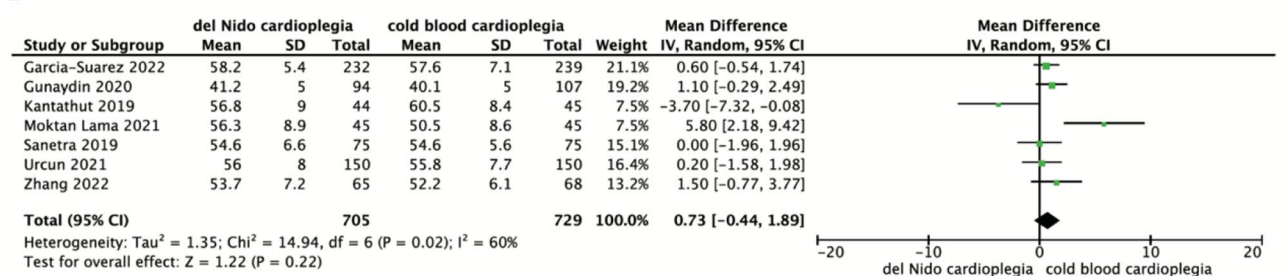 del Nido cardioplegia cold blood cardioplegia Mean Difference Mean Difference
Study or Subgroup Mean SD Total Mean SD Total Weight IV, Random, 95% CI IV, Random, 95% CI
Garcia-Suarez 2022 58.2 5.4 232 57.6 7.1 239 21.1% 0.60 [-0.54, 1.74]
Gunaydin 2020 41.2 5 94 40.1 5 107 19.2% 1.10 [-0.29, 2.49]
Kantathut 2019 56.8 9 44 60.5 8.4 45 7.5% -3.70 [-7.32, -0.08]
Moktan Lama 2021 56.3 8.9 45 50.5 8.6 45 7.5% 5.80 [2.18, 9.42]
Sanetra 2019 54.6 6.6 75 54.6 5.6 75 15.1% 0.00 [-1.96, 1.96]
Urcun 2021 56 8 150 55.8 7.7 150 16.4% 0.20 [-1.58, 1.98]
Zhang 2022 53.7 7.2 65 52.2 6.1 68 13.2% 1.50 [-0.77, 3.77]
Total (95% CI) 705 729 100.0% 0.73 [-0.44, 1.89]
Heterogeneity: Tau² = 1.35; Chi² = 14.94, df = 6 (P = 0.02); I² = 60%
Test for overall effect: Z = 1.22 (P = 0.22)
-20 -10 0 10 20
del Nido cardioplegia cold blood cardioplegia